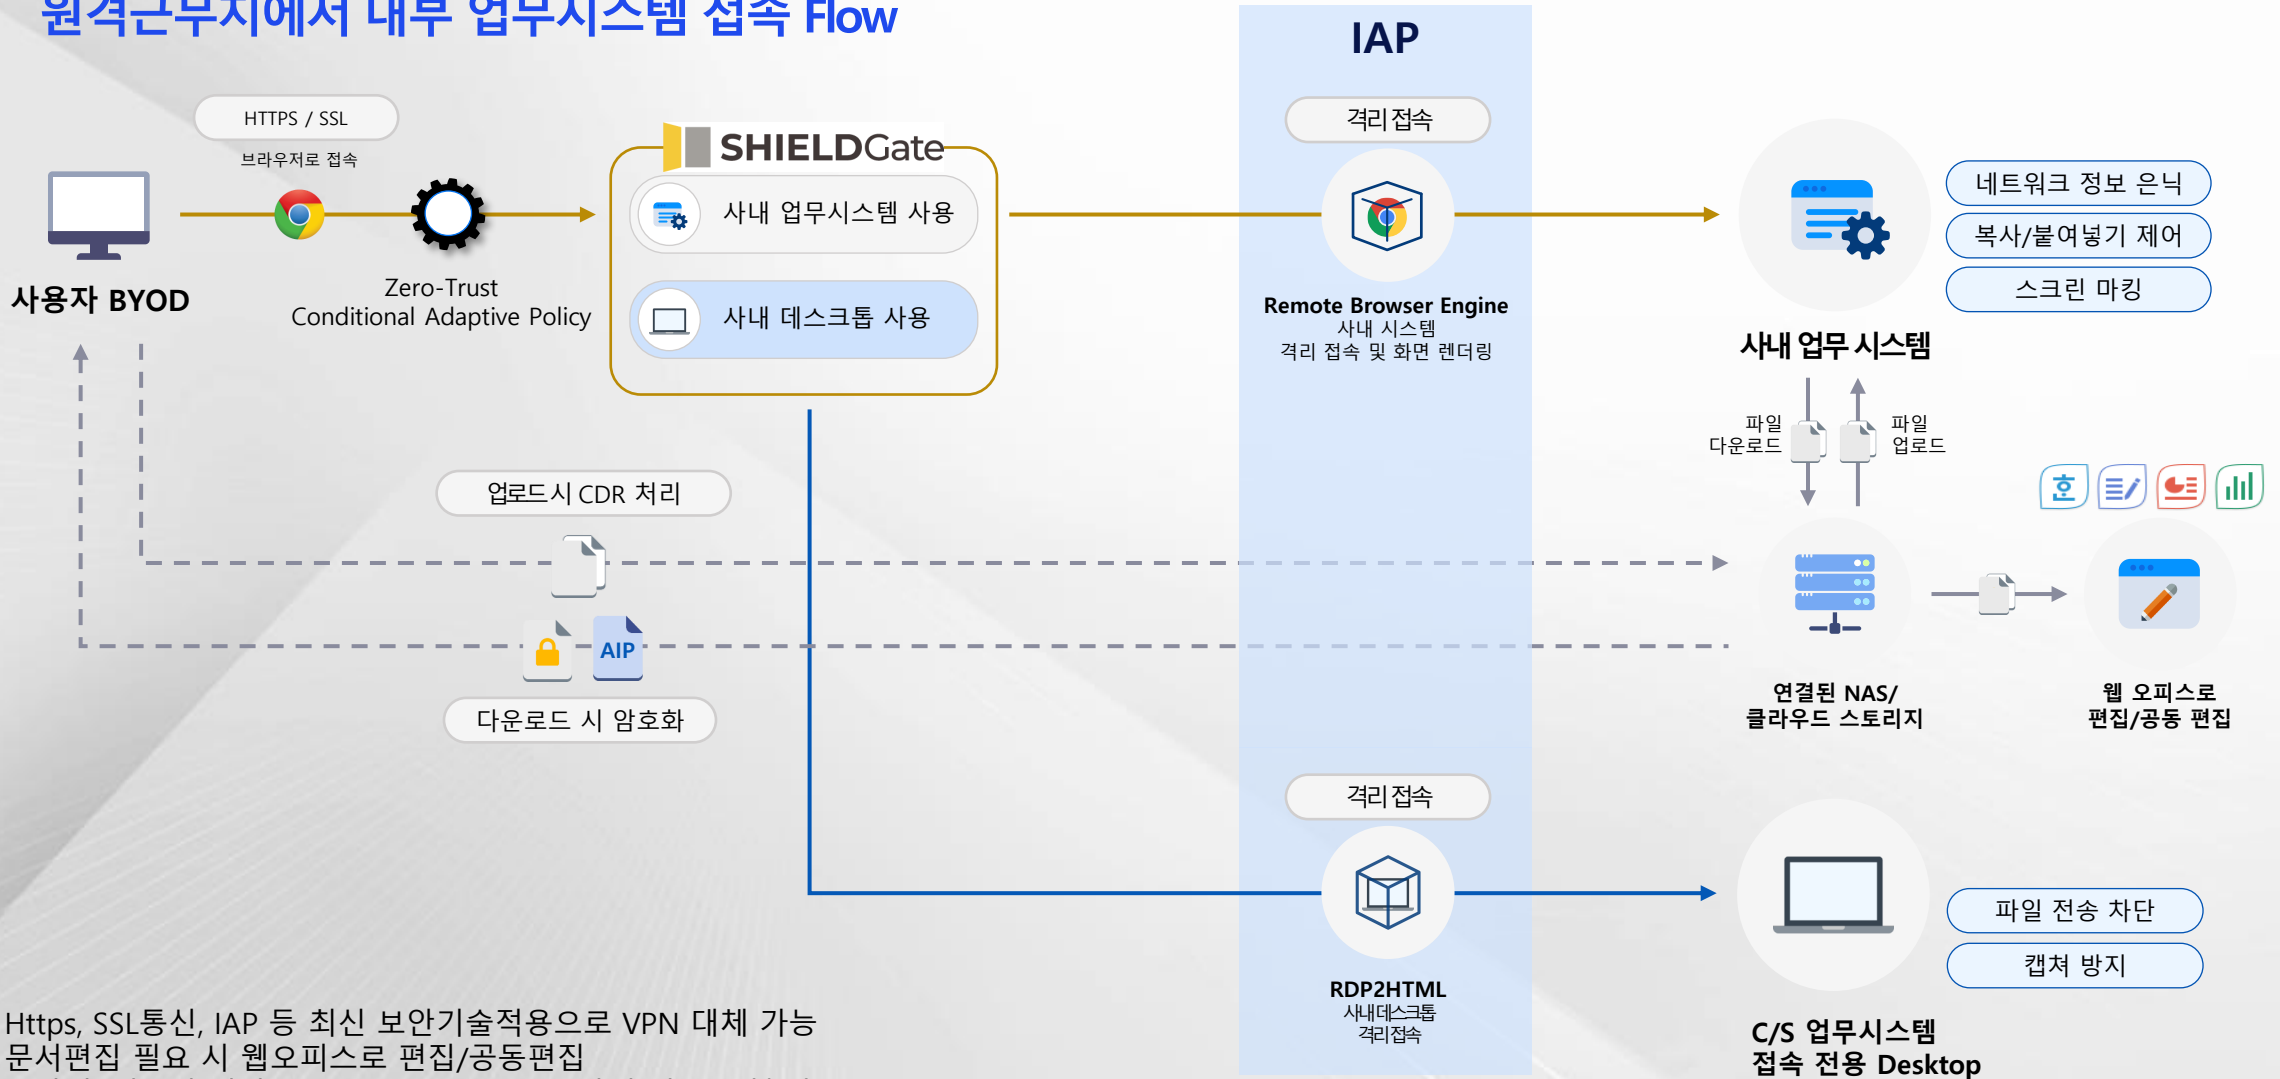 원격근무지에서 내부 업무시스템 접속 Flow
IAP
HTTPS / SSL
브라우저로 접속
SHIELDGate
격리 접속
사내 업무시스템 사용
네트워크 정보 은닉
복사/붙여넣기 제어
스크린 마킹
사용자 BYOD
Zero-Trust
Conditional Adaptive Policy
사내 데스크톱 사용
Remote Browser Engine
사내 시스템
격리 접속 및 화면 렌더링
사내 업무 시스템
파일
다운로드
파일
업로드
업로드 시 CDR 처리
호
AIP
다운로드 시 암호화
연결된 NAS/
클라우드 스토리지
웹 오피스로
편집/공동 편집
격리 접속
RDP2HTML
사내 데스크톱
격리 접속
파일 전송 차단
캡쳐 방지
C/S 업무시스템
접속 전용 Desktop
Https, SSL통신, IAP 등 최신 보안기술적용으로 VPN 대체 가능
문서편집 필요 시 웹오피스로 편집/공동편집